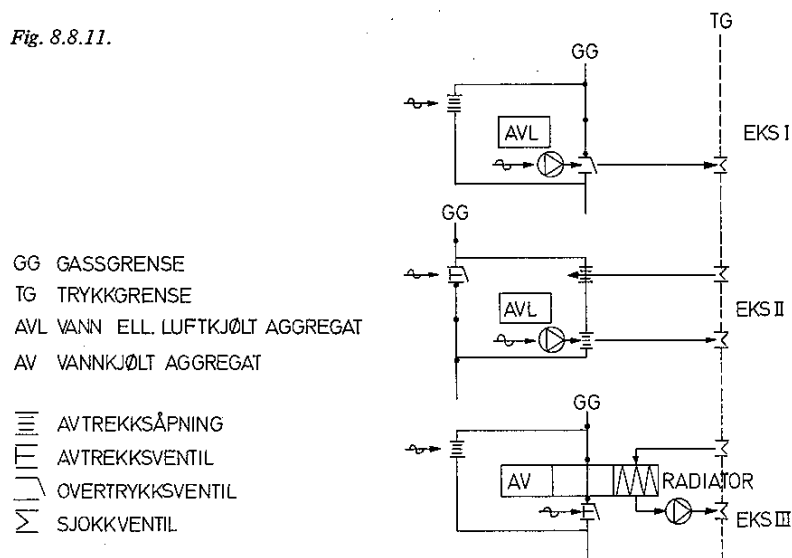 Fig. 8.8.11.
TG
GG
AVL
EKS I
GG
AVL
EKS II
GG GASSGRENSE
TG TRYKKGRENSE
AVL VANN ELL. LUFTKJØLT AGGREGAT
AV VANNKJØLT AGGREGAT
AVTREKKSÅPNING
AVTREKKSVENTIL
OVERTRYKKSVENTIL
SJOKKVENTIL
GG
AV
RADIATOR
EKS III